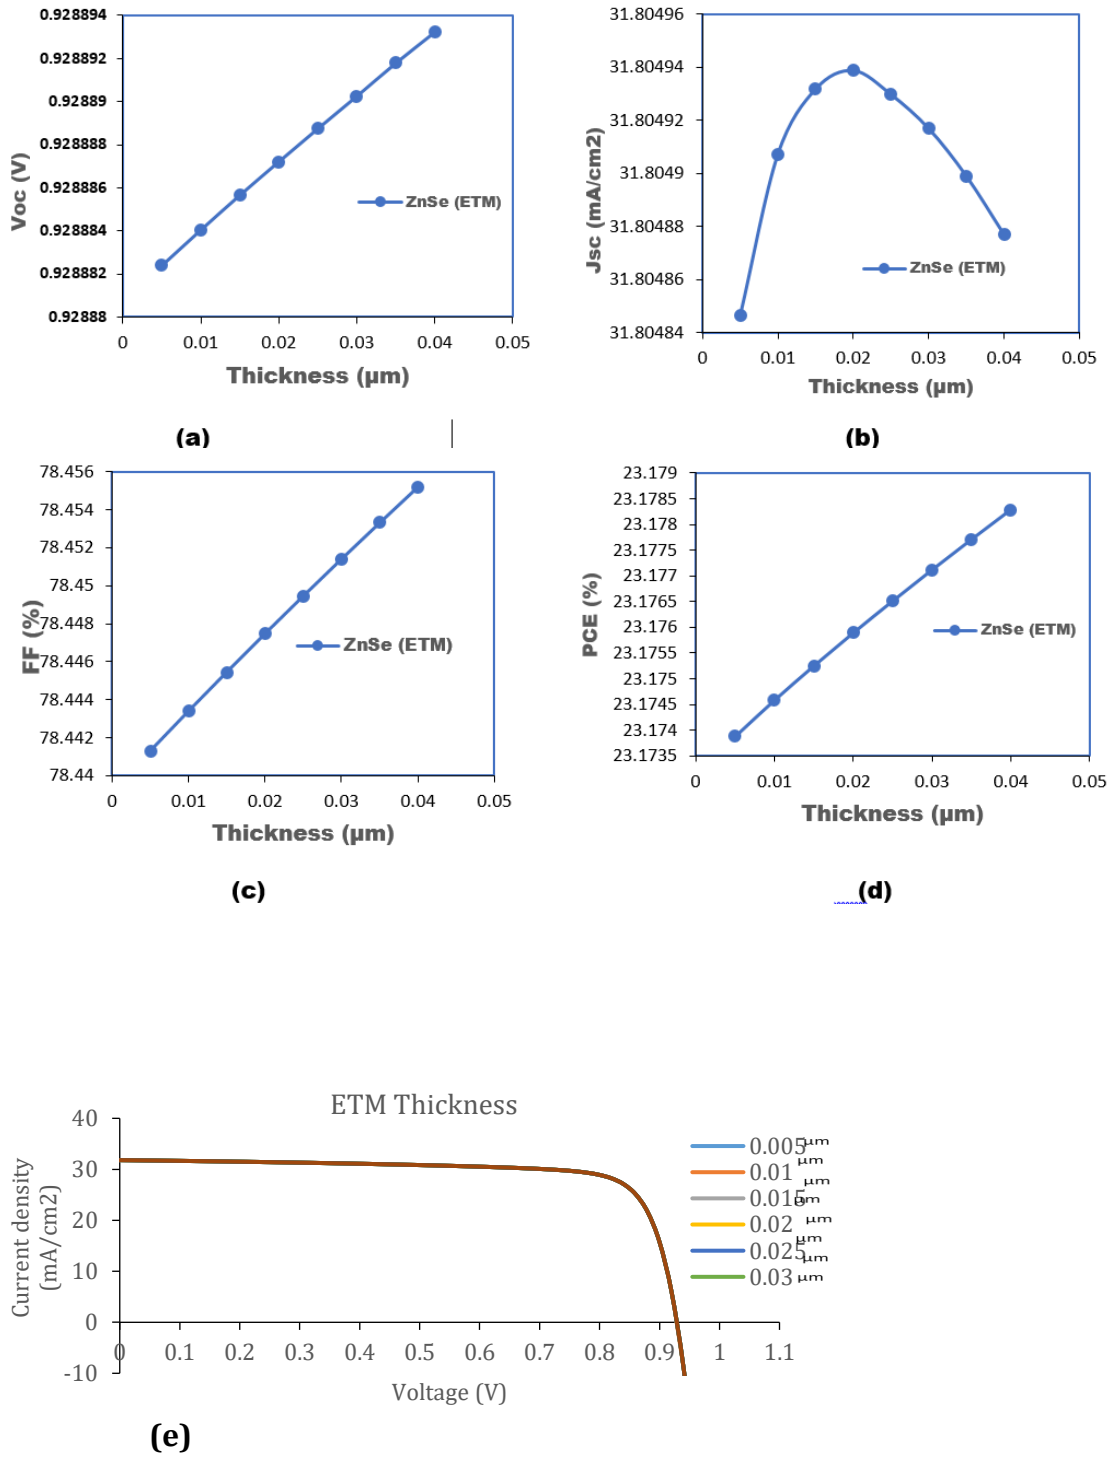 0.928894
0.928892
0.92889
0.928888
0.928886
0.928884
0.928882
0.92888
Voc (V)
ZnSe (ETM)
0 0.01 0.02 0.03 0.04 0.05
Thickness (µm)
(a)
31.80496
31.80494
31.80492
31.8049
31.80488
31.80486
31.80484
Jsc (mA/cm2)
ZnSe (ETM)
0 0.01 0.02 0.03 0.04 0.05
Thickness (µm)
(b)
78.456
78.454
78.452
78.45
78.448
78.446
78.444
78.442
78.44
FF (%)
ZnSe (ETM)
0 0.01 0.02 0.03 0.04 0.05
Thickness (µm)
(c)
23.179
23.1785
23.178
23.1775
23.177
23.1765
23.176
23.1755
23.175
23.1745
23.174
23.1735
PCE (%)
ZnSe (ETM)
0 0.01 0.02 0.03 0.04 0.05
Thickness (µm)
(d)
ETM Thickness
40
30
20
10
0
-10
Current density
(mA/cm2)
0.005 µm
0.01 µm
0.015 µm
µm
0.02 µm
µm
0.025 µm
µm
0.03 µm
0 0.1 0.2 0.3 0.4 0.5 0.6 0.7 0.8 0.9 1 1.1
Voltage (V)
(e)